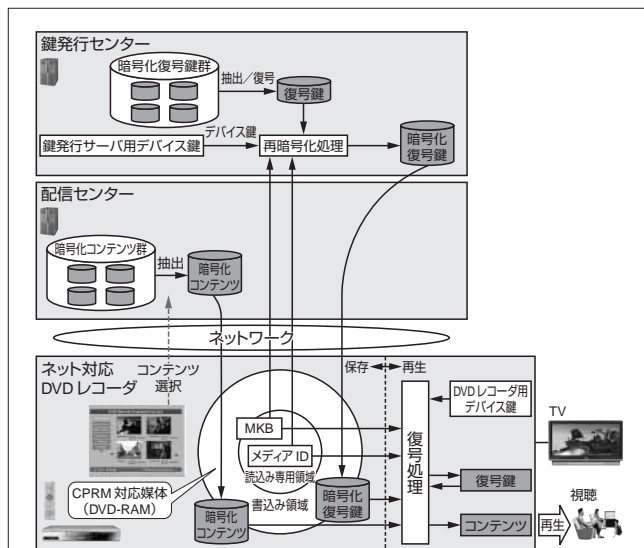 鍵発行センター
暗号化復号鍵群
抽出／復号
復号鍵
デバイス鍵
鍵発行サーバ用デバイス鍵
再暗号化処理
暗号化
復号鍵
配信センター
暗号化コンテンツ群
抽出
暗号化
コンテンツ
ネットワーク
ネット対応
DVDレコーダ
コンテンツ
選択
保存
再生
MKB
メディアID
読込み専用領域
書込み領域
DVDレコーダ用
デバイス鍵
復号処理
TV
復号鍵
CPRM対応媒体
（DVD-RAM）
暗号化
コンテンツ
暗号化
復号鍵
コンテンツ
再生
視聴